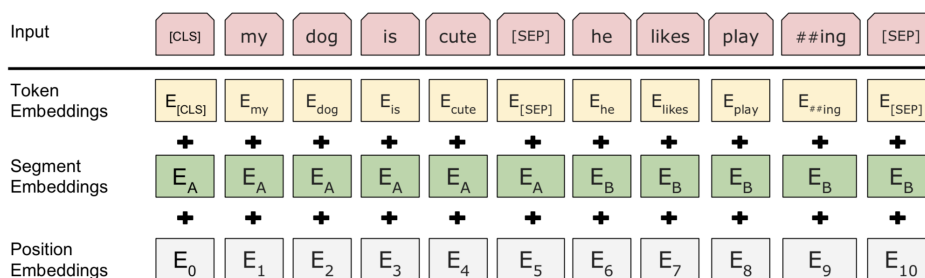 Input [CLS] my dog is cute [SEP] he likes play ##ing [SEP]
Token Embeddings E[CLS] Emy Edog Eis Ecute E[SEP] Ehe Elikes Eplay E##ing E[SEP]
+ + + + + + + + + + +
Segment Embeddings EA EA EA EA EA EA EB EB EB EB EB
+ + + + + + + + + + +
Position Embeddings E0 E1 E2 E3 E4 E5 E6 E7 E8 E9 E10